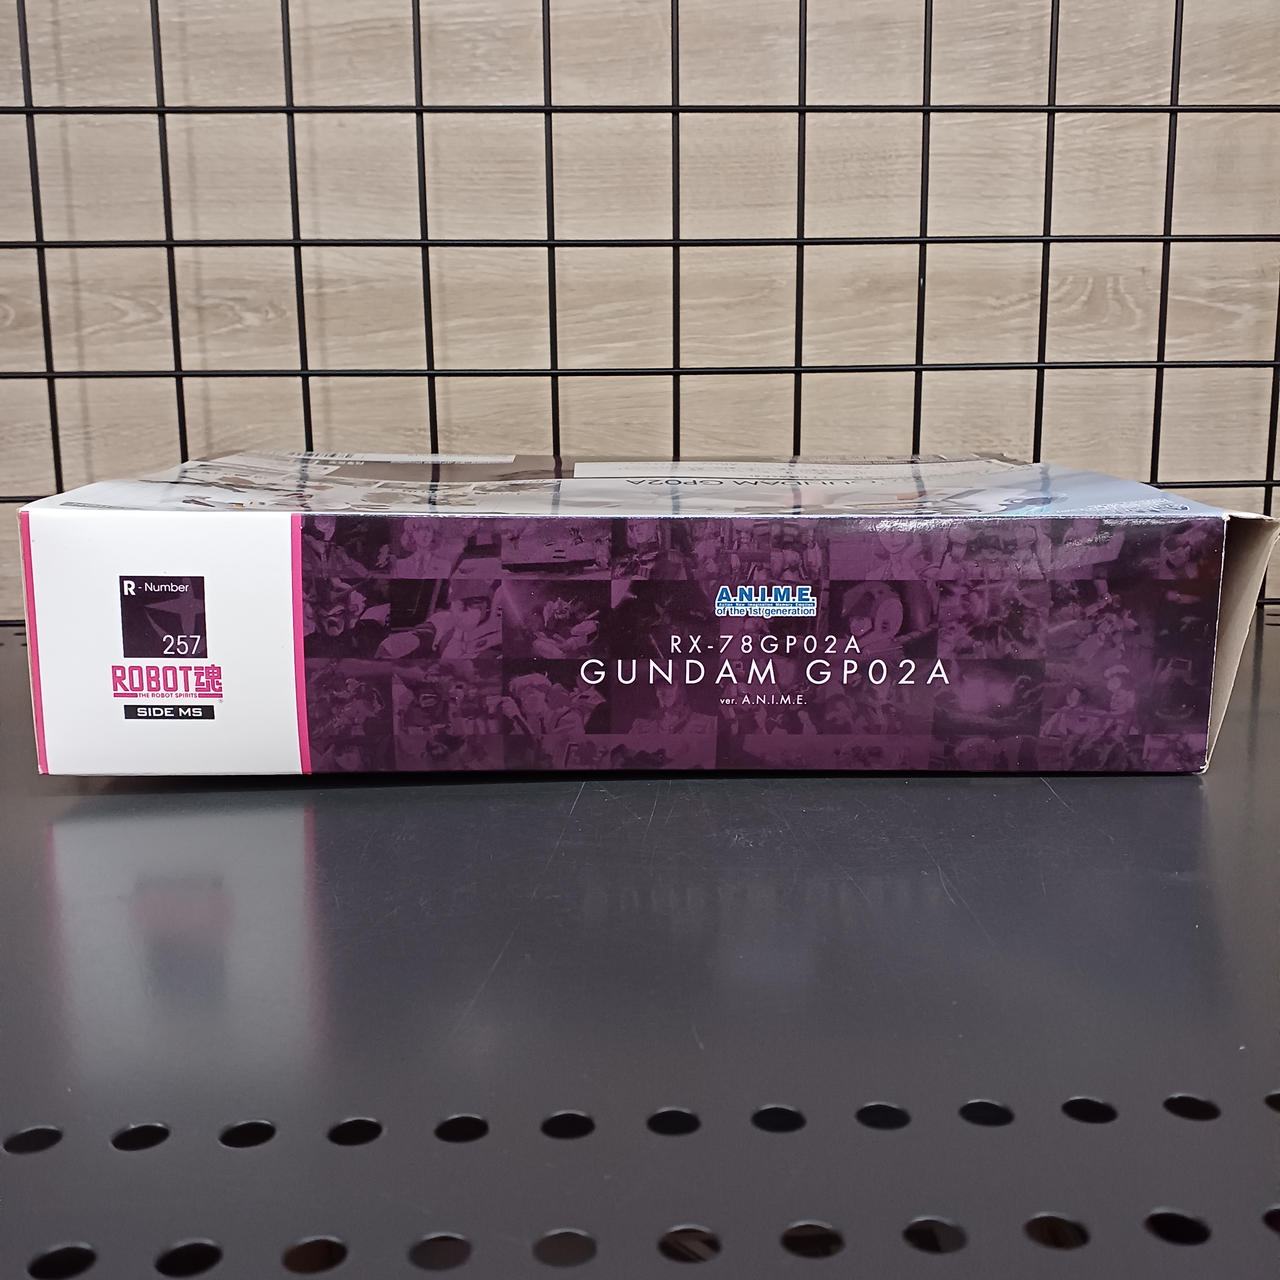 R - Number
257
ROBOT魂
THE ROBOT SPIRITS
SIDE MS
A.N.I.M.E.
of the 1st generation
RX-78GP02A
GUNDAM GP02A
ver. A.N.I.M.E.